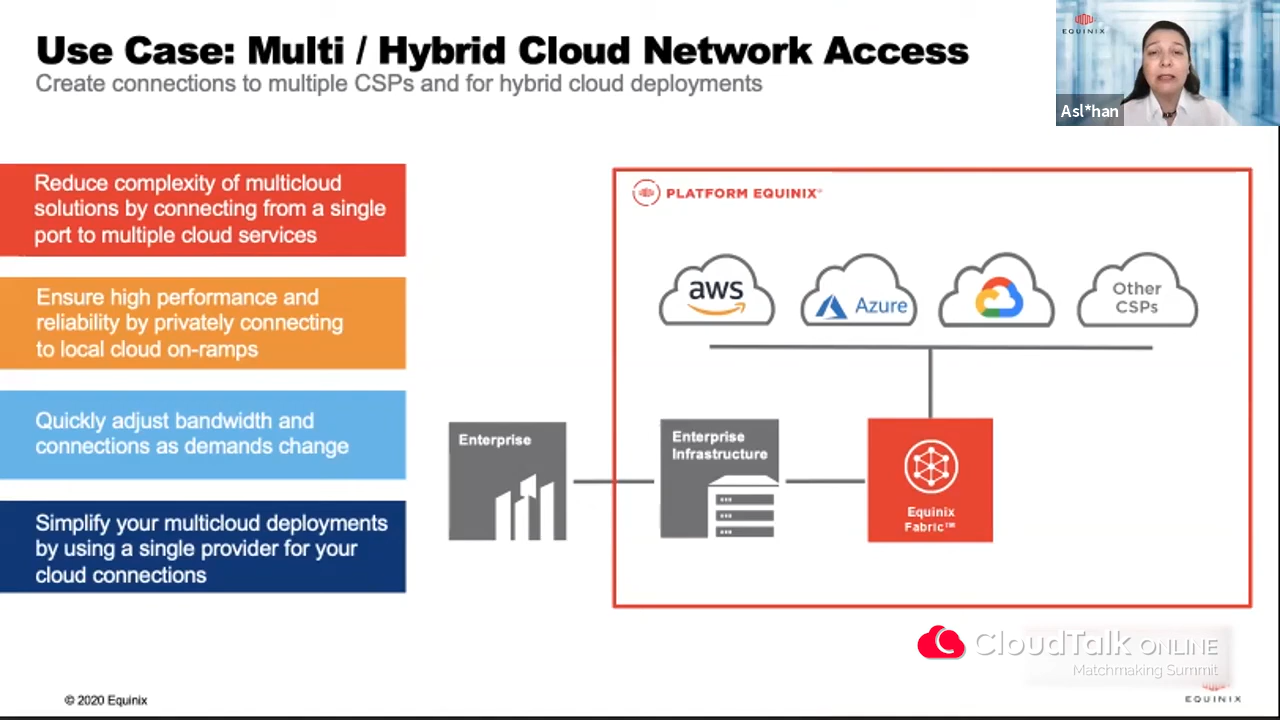 Use Case: Multi / Hybrid Cloud Network Access
Create connections to multiple CSPs and for hybrid cloud deployments
EQUINIX
Asl*han
Reduce complexity of multicloud
solutions by connecting from a single
port to multiple cloud services
Ensure high performance and
reliability by privately connecting
to local cloud on-ramps
Quickly adjust bandwidth and
connections as demands change
Simplify your multicloud deployments
by using a single provider for your
cloud connections
PLATFORM EQUINIX
aws
Azure
Other
CSPs
Enterprise
Enterprise
Infrastructure
Equinix
Fabric™
CloudTalk ONLINE
Matchmaking Summit
© 2020 Equinix
EQUINIX